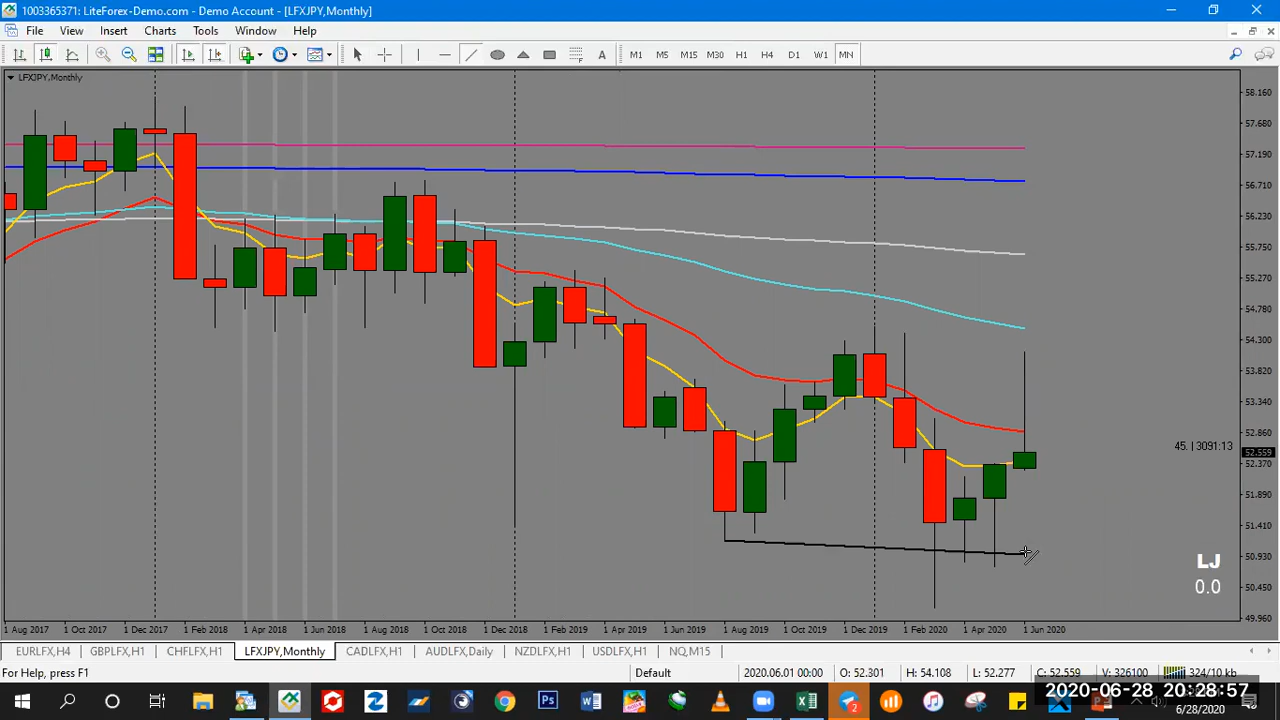 1003365371: LiteForex-Demo.com - Demo Account - [LFXJPY,Monthly]
File View Insert Charts Tools Window Help
A M1 M5 M15 M30 H1 H4 D1 W1 MN
LFXJPY,Monthly
58.160
57.680
57.190
56.710
56.230
55.750
55.270
54.780
54.300
53.820
53.340
52.860
45. |3091:13
52.559
52.370
51.890
51.410
50.930
50.450
49.960
LJ
0.0
1 Aug 2017 1 Oct 2017 1 Dec 2017 1 Feb 2018 1 Apr 2018 1 Jun 2018 1 Aug 2018 1 Oct 2018 1 Dec 2018 1 Feb 2019 1 Apr 2019 1 Jun 2019 1 Aug 2019 1 Oct 2019 1 Dec 2019 1 Feb 2020 1 Apr 2020 1 Jun 2020
EURLFX,H4 GBPLFX,H1 CHFLFX,H1 LFXJPY,Monthly CADLFX,H1 AUDLFX,Daily NZDLFX,H1 USDLFX,H1 NQ,M15
For Help, press F1 Default 2020.06.01 00:00 O: 52.301 H: 54.108 L: 52.277 C: 52.559 V: 326100 324/10 kb
2020-06-28 20:28:57
6/28/2020